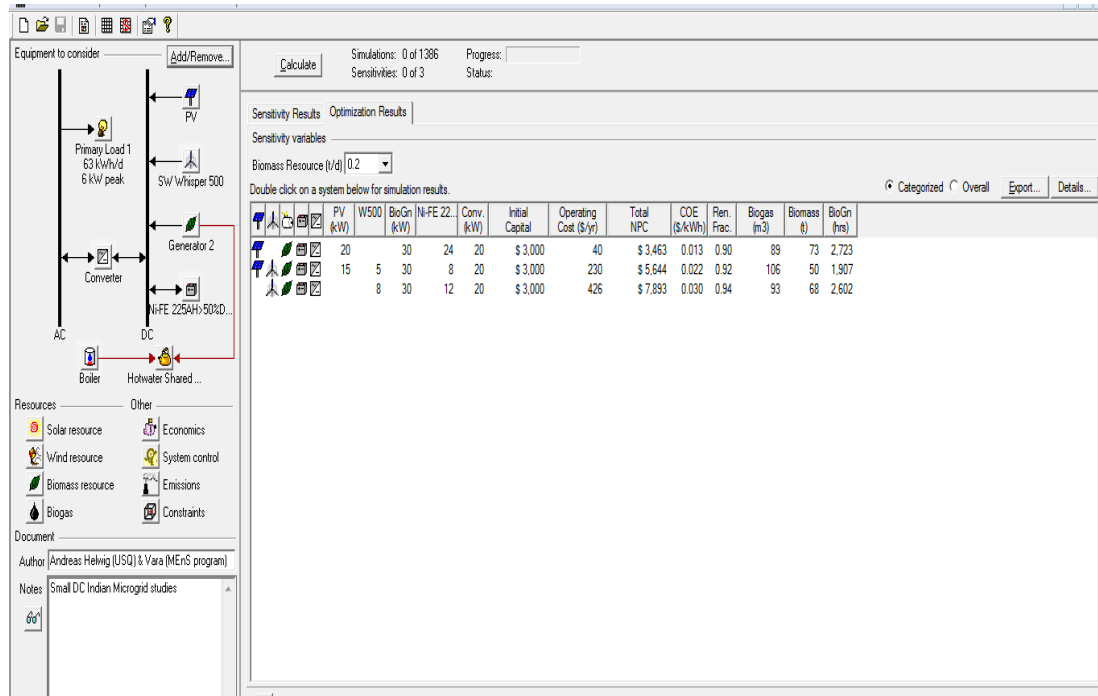 Equipment to consider Add/Remove...
Calculate
Simulations: 0 of 1386 Progress:
Sensitivities: 0 of 3 Status:
PV
Primary Load 1
63 kWh/d
6 kW peak
SW Whisper 500
Generator 2
Converter
Ni-FE 225AH>50%D...
AC DC
Boiler Hotwater Shared ...
Resources Other
Solar resource Economics
Wind resource System control
Biomass resource Emissions
Biogas Constraints
Document
Author Andreas Helwig (USQ) & Vara (MEnS program)
Notes Small DC Indian Microgrid studies
Sensitivity Results Optimization Results
Sensitivity variables
Biomass Resource (t/d) 0.2
Double click on a system below for simulation results.
Categorized Overall Export... Details...
PV (kW) W500 BioGn (kW) Ni-FE 22... Conv. (kW) Initial Capital Operating Cost ($/yr) Total NPC COE ($/kWh) Ren. Frac. Biogas (m3) Biomass (t) BioGn (hrs)
20 30 24 20 $ 3,000 40 $ 3,463 0.013 0.90 89 73 2,723
15 5 30 8 20 $ 3,000 230 $ 5,644 0.022 0.92 106 50 1,907
8 30 12 20 $ 3,000 426 $ 7,893 0.030 0.94 93 68 2,602